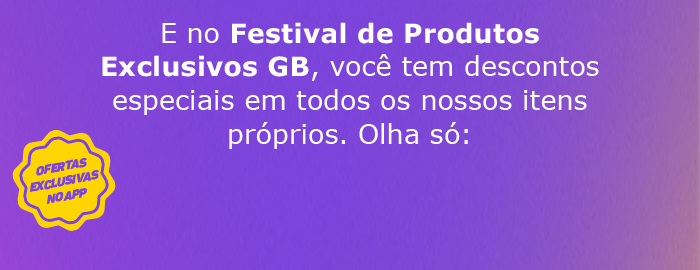 E no Festival de Produtos
Exclusivos GB, você tem descontos
especiais em todos os nossos itens
próprios. Olha só:
OFERTAS
EXCLUSIVAS
NO APP